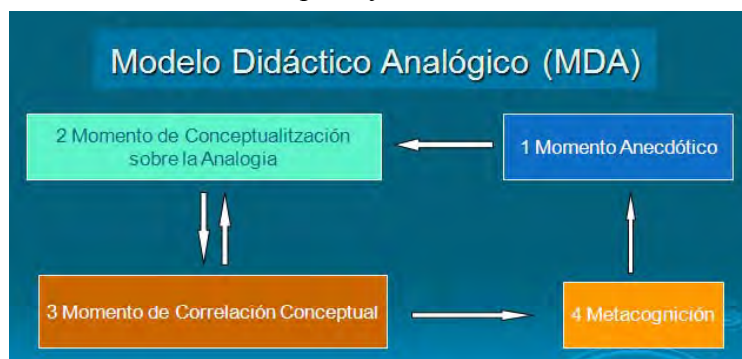 Modelo Didáctico Analógico (MDA)
2 Momento de Conceptualitzación
sobre la Analogia
1 Momento Anecdótico
3 Momento de Correlación Conceptual
4 Metacognición